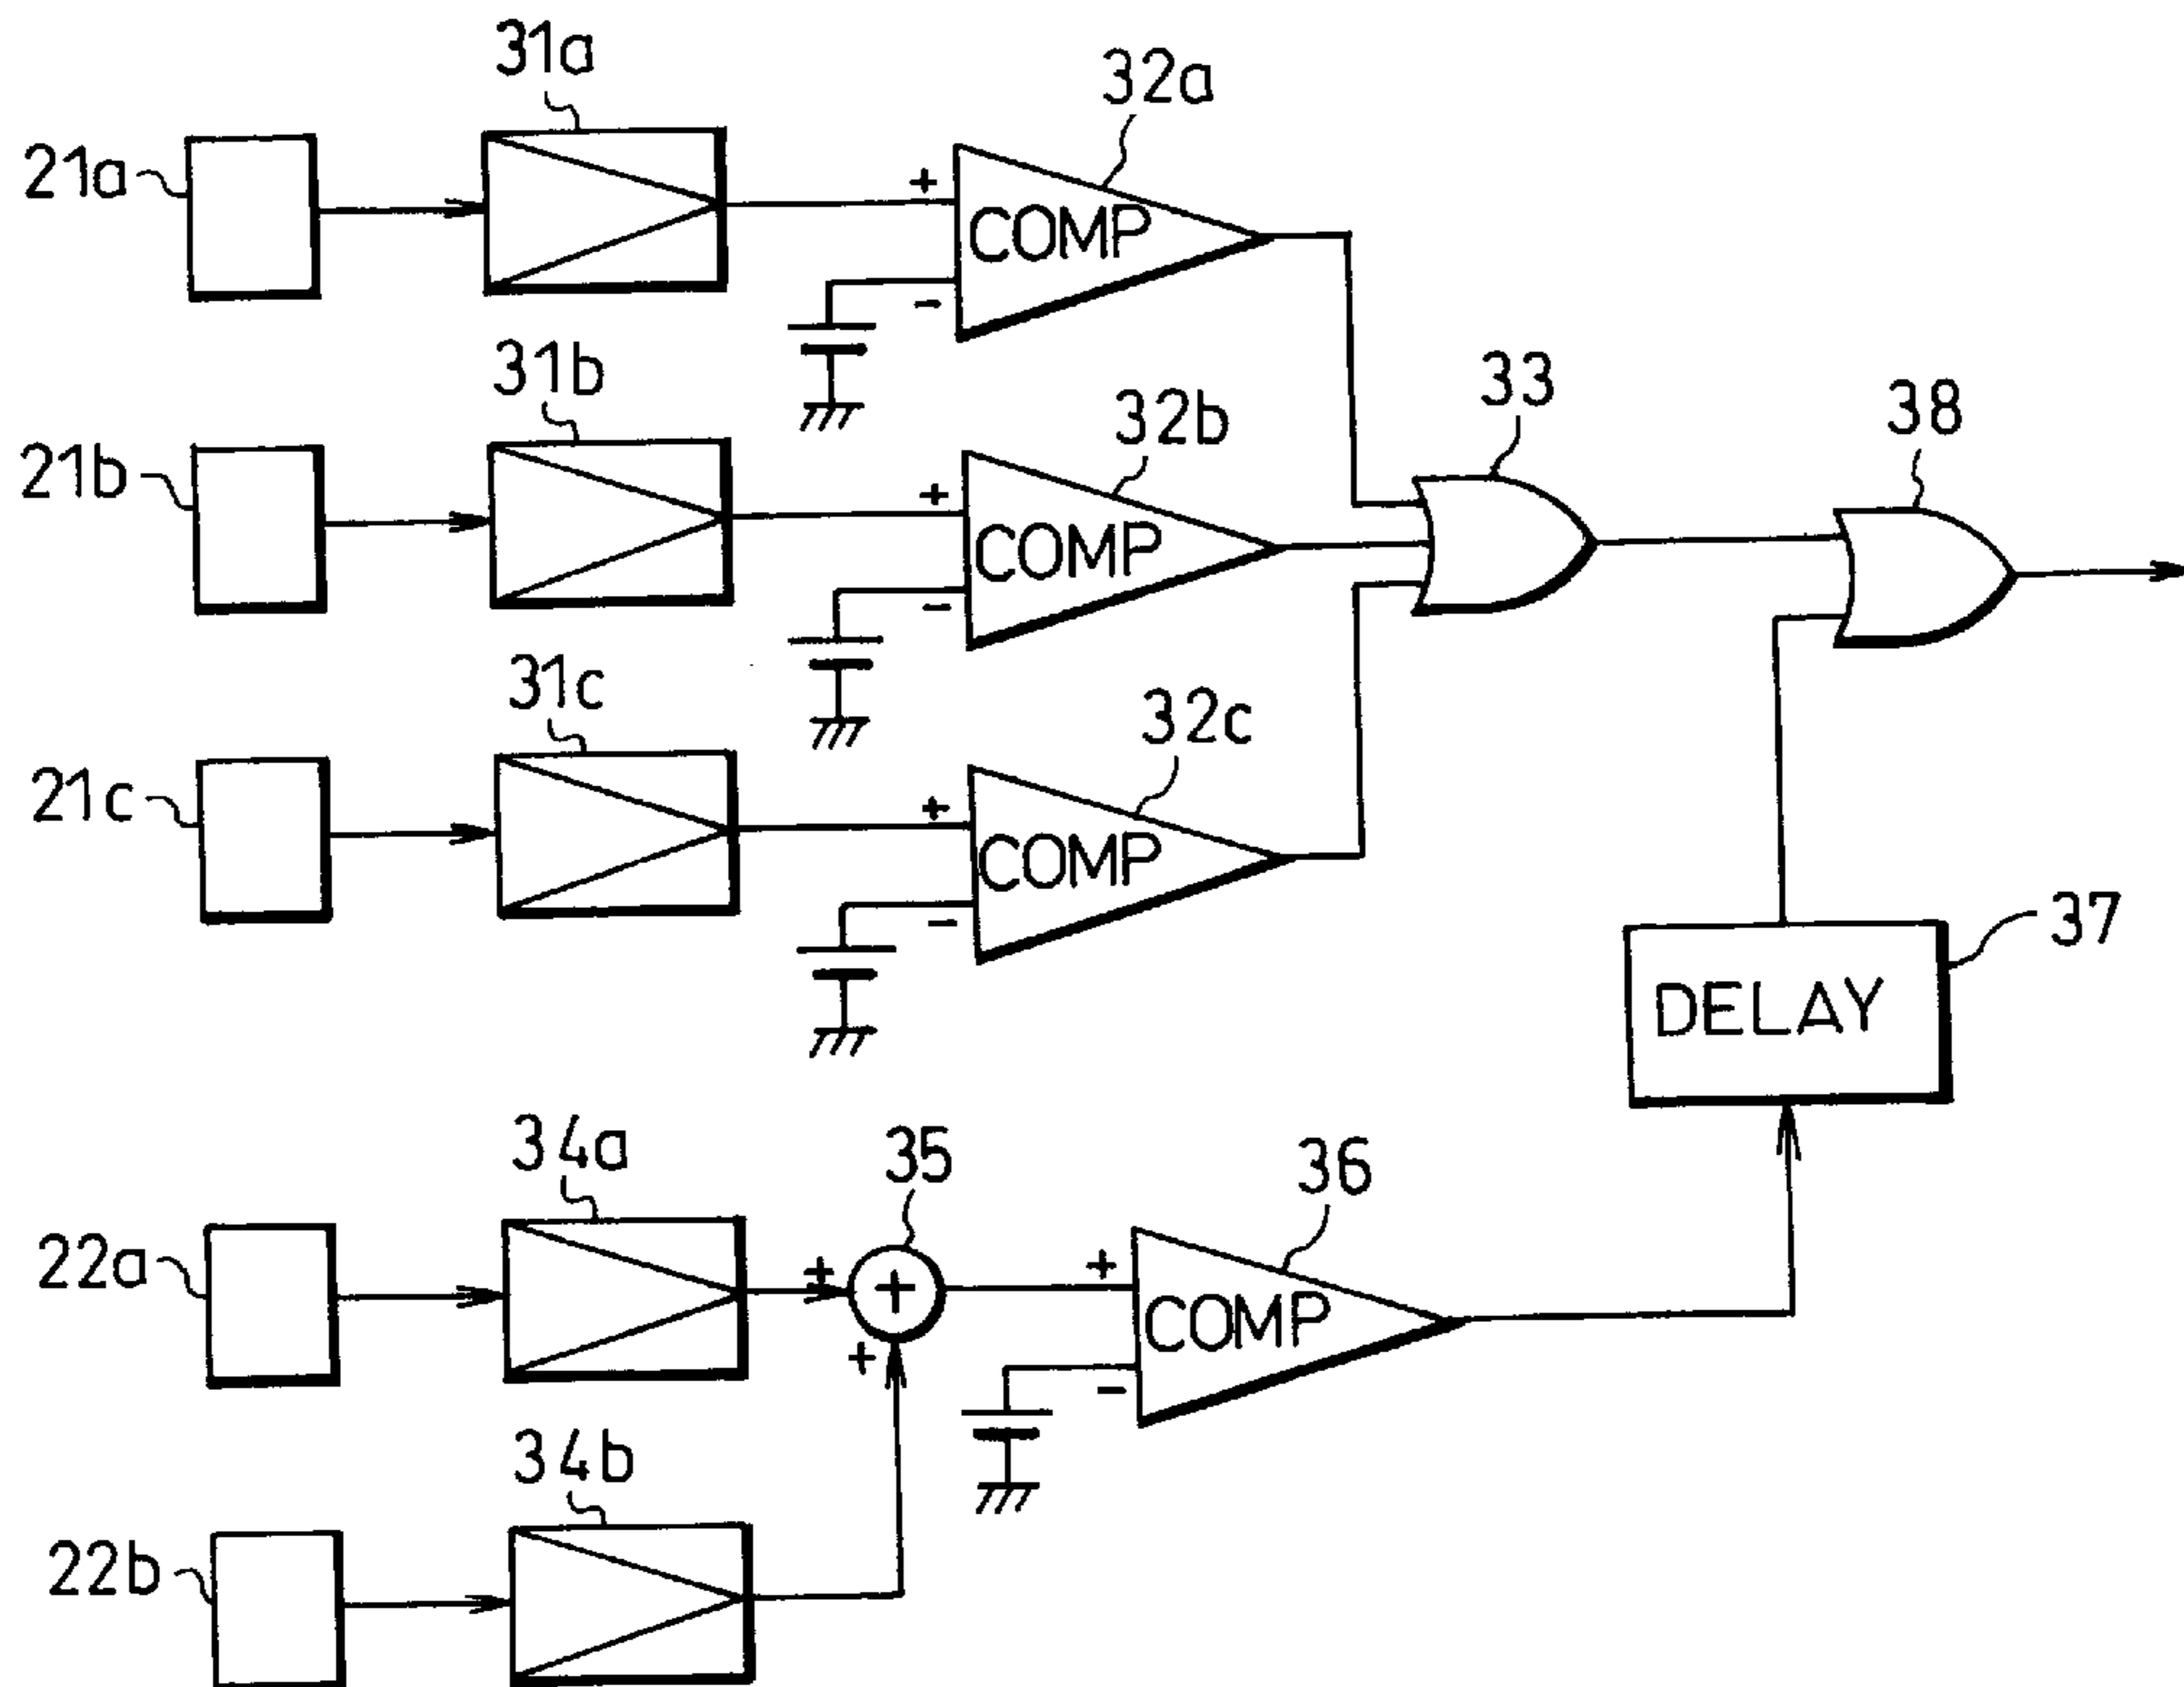 31a
32a
21a
+
COMP
-
31b
32b
33
38
21b
+
COMP
-
31c
32c
21c
+
COMP
-
37
DELAY
34a
35
36
22a
+
+
+
COMP
+
-
34b
22b